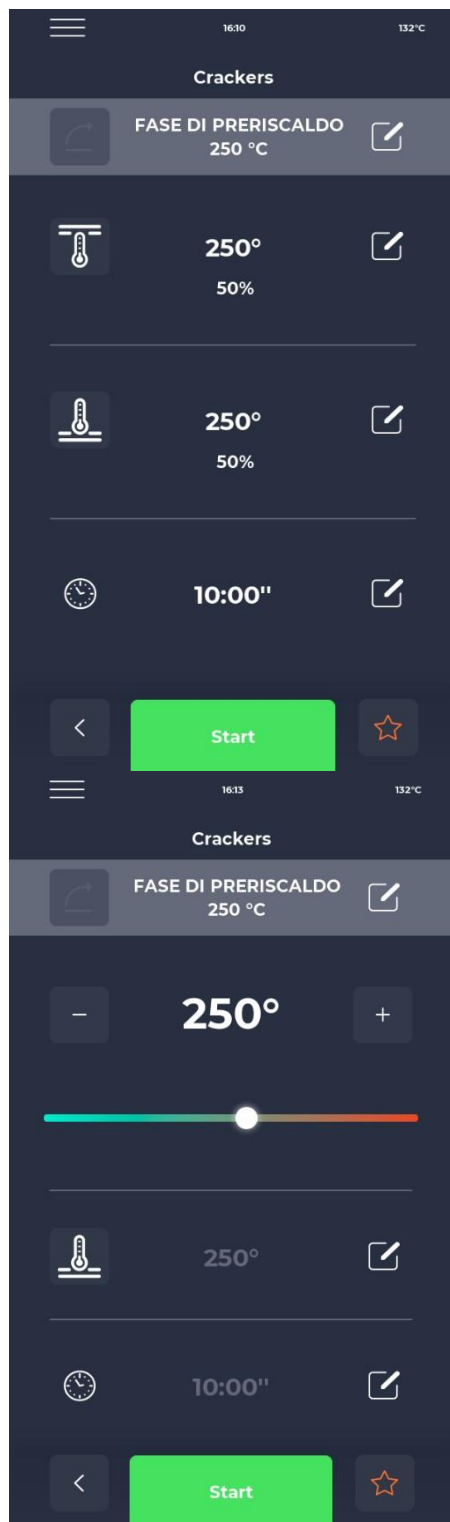 16:10 132°C
Crackers
FASE DI PRERISCALDO
250 °C
250°
50%
250°
50%
10:00"
Start
16:13 132°C
Crackers
FASE DI PRERISCALDO
250 °C
- 250° +
250°
10:00"
Start